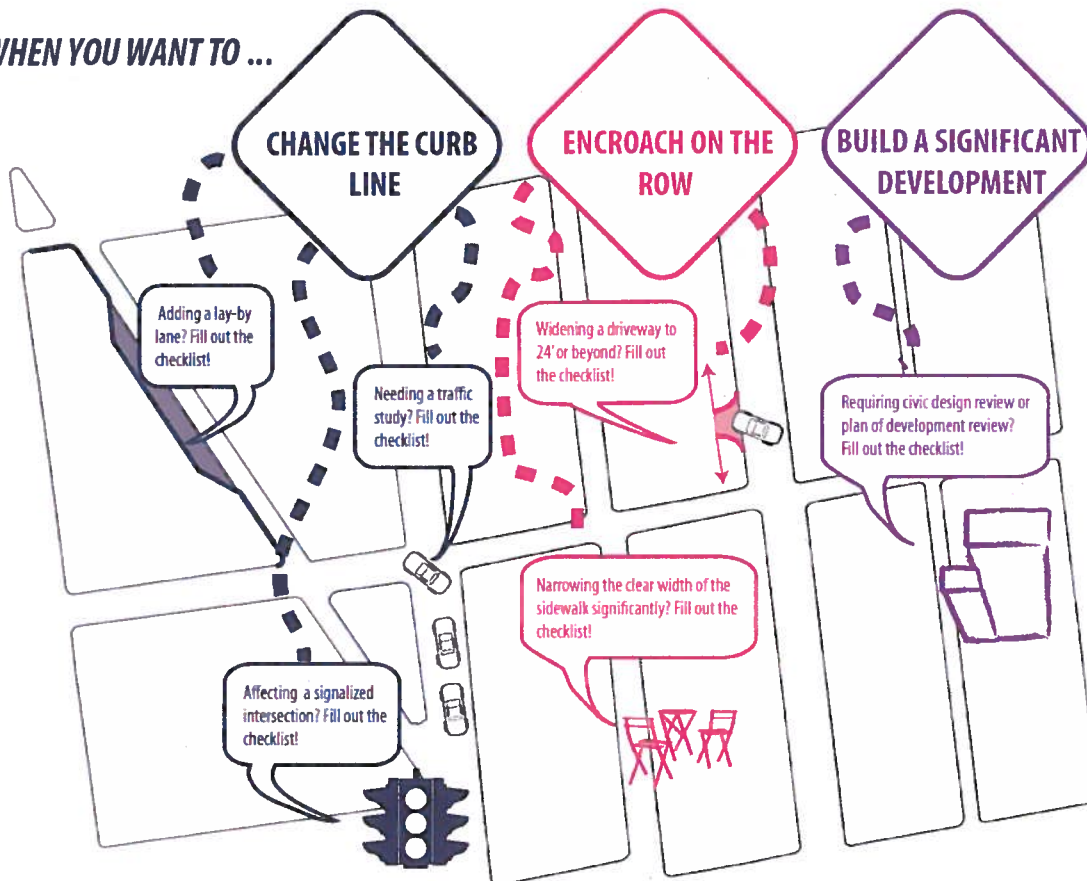 WHEN YOU WANT TO ...
CHANGE THE CURB
LINE
ENCROACH ON THE
ROW
BUILD A SIGNIFICANT
DEVELOPMENT
Adding a lay-by
lane? Fill out the
checklist!
Needing a traffic
study? Fill out the
checklist!
Widening a driveway to
24' or beyond? Fill out
the checklist!
Requiring civic design review or
plan of development review?
Fill out the checklist!
Narrowing the clear width of the
sidewalk significantly? Fill out the
checklist!
Affecting a signalized
intersection? Fill out the
checklist!